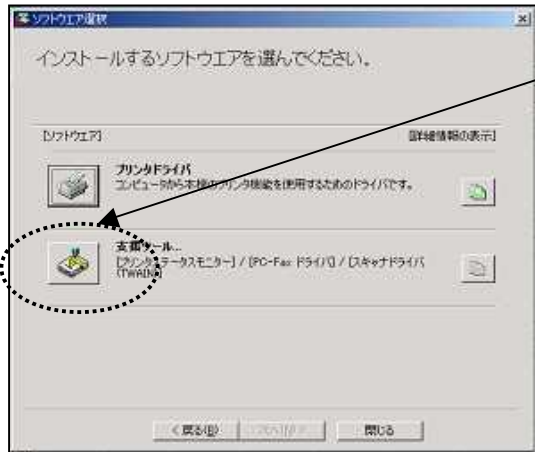 ソフトウエア選択
インストールするソフトウエアを選んでください。
[ソフトウエア]
[詳細情報の表示]
プリンタドライバ
コンピュータから本機のプリンタ機能を使用するためのドライバです。
支援ツール...
[プリンタステータスモニター] / [PC-Fax ドライバ] / [スキャナドライバ
(TWAIN)]
< 戻る(B)
閉じる